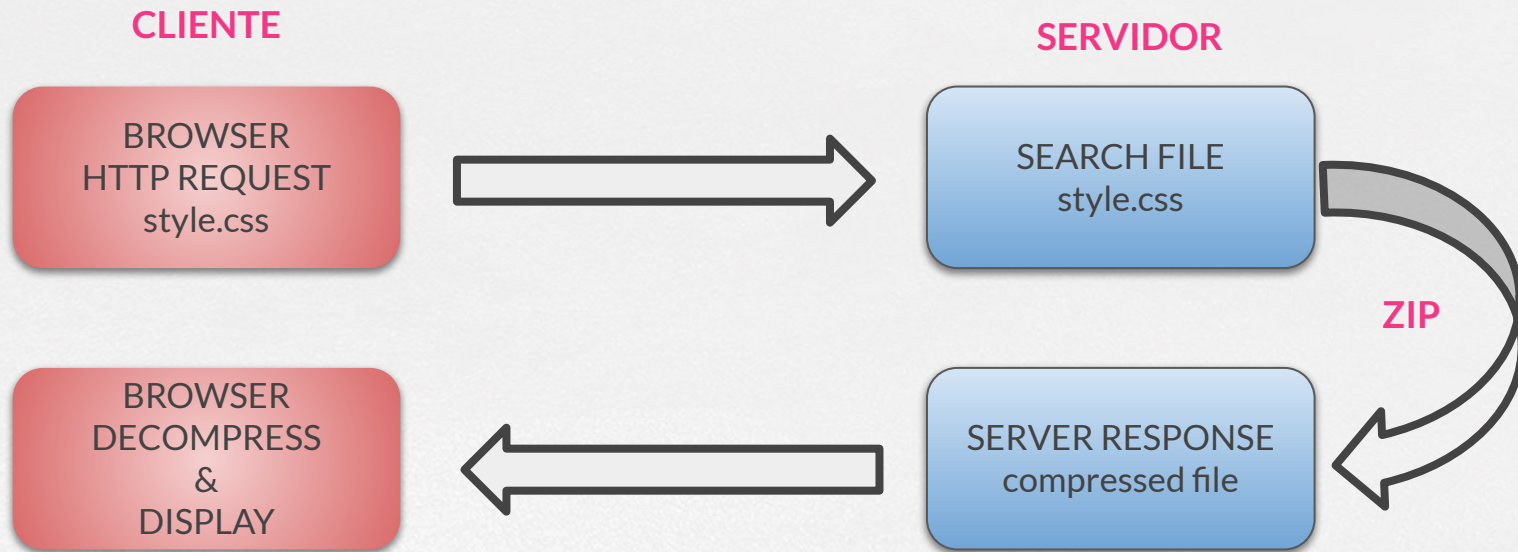 CLIENTE
SERVIDOR
BROWSER
HTTP REQUEST
style.css
SEARCH FILE
style.css
ZIP
BROWSER
DECOMPRESS
&
DISPLAY
SERVER RESPONSE
compressed file